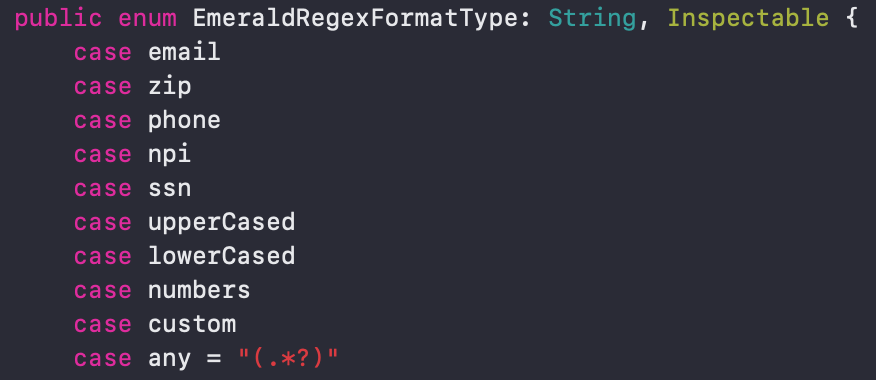 public enum EmeraldRegexFormatType: String, Inspectable {
    case email
    case zip
    case phone
    case npi
    case ssn
    case upperCased
    case lowerCased
    case numbers
    case custom
    case any = "(.*?)"